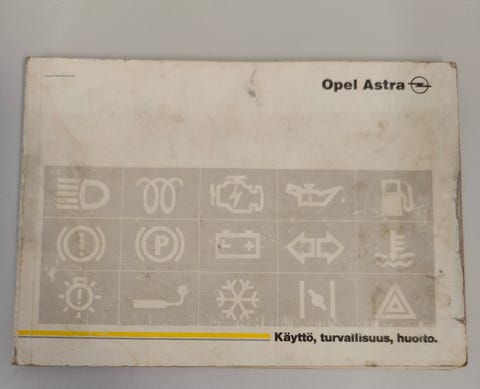 Opel Astra
P
Käyttö, turvallisuus, huolto.